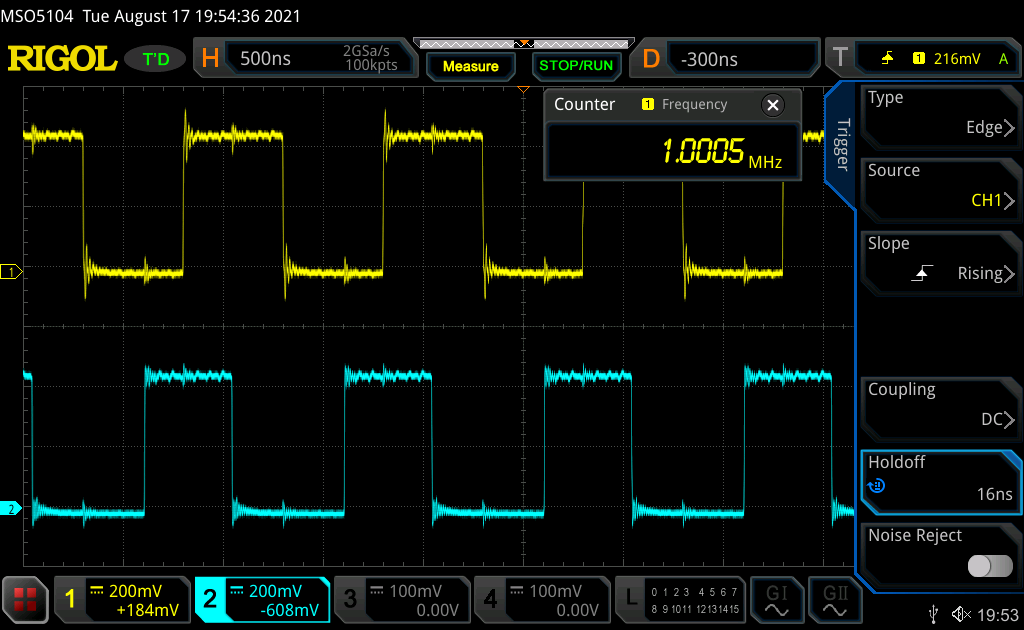 MSO5104 Tue August 17 19:54:36 2021
RIGOL T'D H 500ns 2GSa/s 100kpts Measure STOP/RUN D -300ns T 1 216mV A
Counter 1 Frequency
1.0005 MHz
Trigger
Type
Edge
Source
CH1
Slope
Rising
Coupling
DC
Holdoff
16ns
Noise Reject
1
2
1 200mV +184mV
2 200mV -608mV
3 100mV 0.00V
4 100mV 0.00V
L 0 1 2 3 4 5 6 7
8 9 10 11 12 13 14 15
GI
GII
19:53